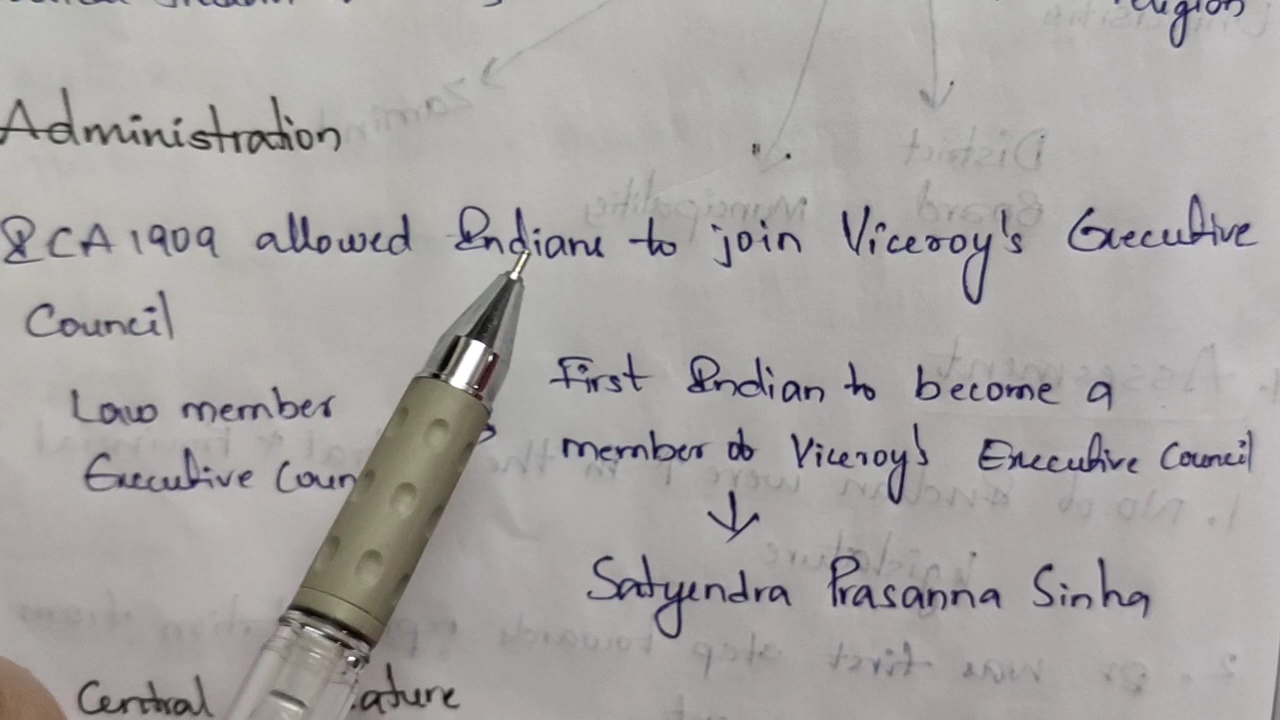 religion
Administration
ICA 1909 allowed Indians to join Viceroy's Executive
Council
Law member
Executive Coun
First Indian to become a
member of Viceroy's Executive Council
↓
Satyendra Prasanna Sinha
Central ature